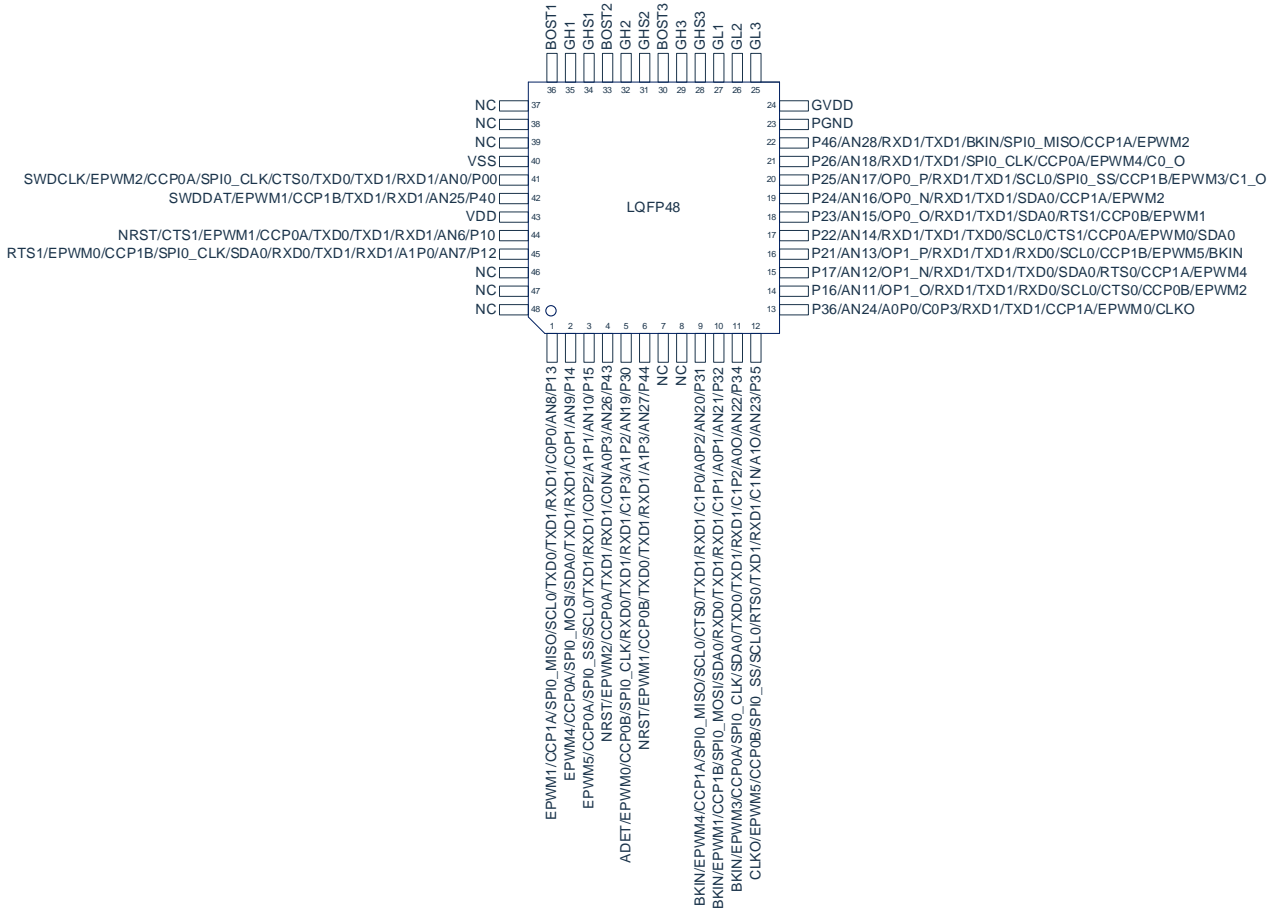 BOST1
GH1
GHS1
BOST2
GH2
GHS2
BOST3
GH3
GHS3
GL1
GL2
GL3
36
35
34
33
32
31
30
29
28
27
26
25
NC 37
NC 38
NC 39
VSS 40
SWDCLK/EPWM2/CCP0A/SPI0_CLK/CTS0/TXD0/TXD1/RXD1/AN0/P00 41
SWDDAT/EPWM1/CCP1B/TXD1/RXD1/AN25/P40 42
VDD 43
NRST/CTS1/EPWM1/CCP0A/TXD0/TXD1/RXD1/AN6/P10 44
RTS1/EPWM0/CCP1B/SPI0_CLK/SDA0/RXD0/TXD1/RXD1/A1P0/AN7/P12 45
NC 46
NC 47
NC 48
LQFP48
24 GVDD
23 PGND
22 P46/AN28/RXD1/TXD1/BKIN/SPI0_MISO/CCP1A/EPWM2
21 P26/AN18/RXD1/TXD1/SPI0_CLK/CCP0A/EPWM4/C0_O
20 P25/AN17/OP0_P/RXD1/TXD1/SCL0/SPI0_SS/CCP1B/EPWM3/C1_O
19 P24/AN16/OP0_N/RXD1/TXD1/SDA0/CCP1A/EPWM2
18 P23/AN15/OP0_O/RXD1/TXD1/SDA0/RTS1/CCP0B/EPWM1
17 P22/AN14/RXD1/TXD1/TXD0/SCL0/CTS1/CCP0A/EPWM0/SDA0
16 P21/AN13/OP1_P/RXD1/TXD1/RXD0/SCL0/CCP1B/EPWM5/BKIN
15 P17/AN12/OP1_N/RXD1/TXD1/TXD0/SDA0/RTS0/CCP1A/EPWM4
14 P16/AN11/OP1_O/RXD1/TXD1/RXD0/SCL0/CTS0/CCP0B/EPWM2
13 P36/AN24/A0P0/C0P3/RXD1/TXD1/CCP1A/EPWM0/CLKO
1
2
3
4
5
6
7
8
9
10
11
12
EPWM1/CCP1A/SPI0_MISO/SCL0/TXD0/TXD1/RXD1/C0P0/AN8/P13
EPWM4/CCP0A/SPI0_MOSI/SDA0/TXD1/RXD1/C0P1/AN9/P14
EPWM5/CCP0A/SPI0_SS/SCL0/TXD1/RXD1/C0P2/A1P1/AN10/P15
NRST/EPWM2/CCP0A/TXD1/RXD1/C0N/A0P3/AN26/P43
ADET/EPWM0/CCP0B/SPI0_CLK/RXD0/TXD1/RXD1/C1P3/A1P2/AN19/P30
NRST/EPWM1/CCP0B/TXD0/TXD1/RXD1/A1P3/AN27/P44
NC
NC
BKIN/EPWM4/CCP1A/SPI0_MISO/SCL0/CTS0/TXD1/RXD1/C1P0/A0P2/AN20/P31
BKIN/EPWM1/CCP1B/SPI0_MOSI/SDA0/RXD0/TXD1/RXD1/C1P1/A0P1/AN21/P32
BKIN/EPWM3/CCP0A/SPI0_CLK/SDA0/TXD0/TXD1/RXD1/C1P2/A0O/AN22/P34
CLKO/EPWM5/CCP0B/SPI0_SS/SCL0/RTS0/TXD1/RXD1/C1N/A1O/AN23/P35